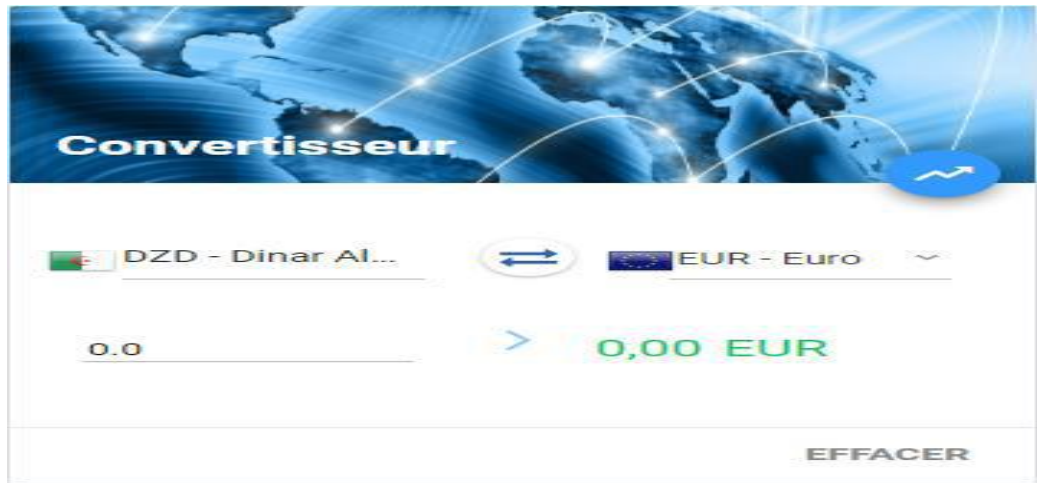 Convertisseur
DZD - Dinar Al...
EUR - Euro
0.0
0,00 EUR
EFFACER